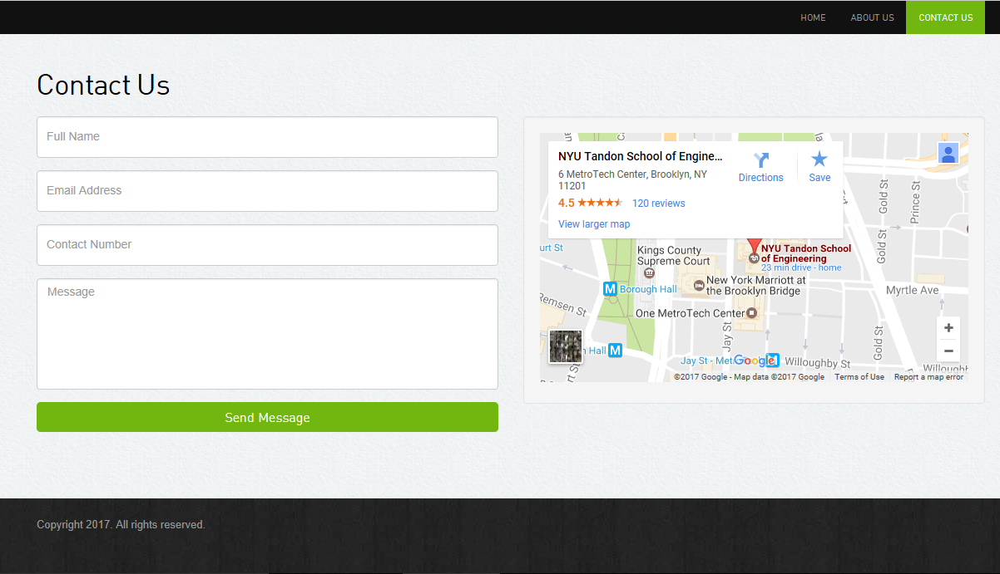 HOME
ABOUT US
CONTACT US
Contact Us
Full Name
Email Address
Contact Number
Message
Send Message
NYU Tandon School of Engine...
6 MetroTech Center, Brooklyn, NY
11201
4.5
120 reviews
View larger map
Directions
Save
Gold St
Prince St
Gold St
urt St
Kings County
Supreme Court
NYU Tandon School
of Engineering
23 min drive - home
M
Borough Hall
New York Marriott at
the Brooklyn Bridge
Myrtle Ave
Remsen St
One MetroTech Center
Jay St
Gold St
n Hall
M
Jay St - Met
Google
Willoughby St
Willough
rt St
©2017 Google - Map data ©2017 Google
Terms of Use
Report a map error
Copyright 2017. All rights reserved.